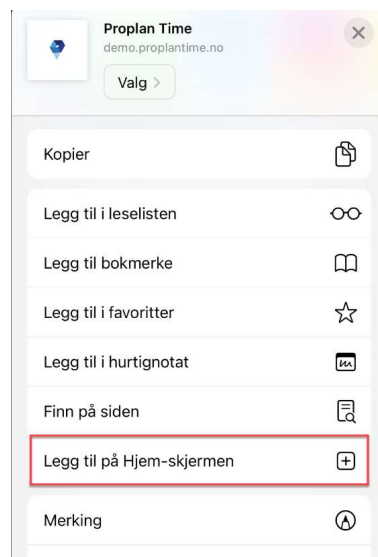 Proplan Time
demo.proplantime.no
Valg >
Kopier
Legg til i leselisten
Legg til bokmerke
Legg til i favoritter
Legg til i hurtignotat
Finn på siden
Legg til på Hjem-skjermen
Merking